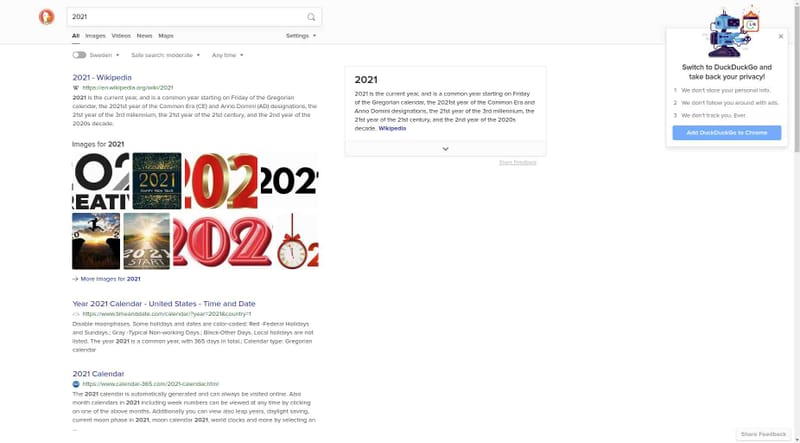 2021
All Images Videos News Maps Settings
Sweden Safe search: moderate Any time
2021 - Wikipedia
W https://en.wikipedia.org/wiki/2021
2021 is the current year, and is a common year starting on Friday of the
Gregorian calendar, the 2021st year of the Common Era (CE) and Anno Domini (AD) designations, the
21st year of the 3rd millennium, the 21st year of the 21st century, and the 2nd year of the
2020s decade.
Images for 2021
CREATIVE
2021
HAPPY NEW YEAR
202
2021
2 2
2021
START
202
2
→ More Images for 2021
Year 2021 Calendar - United States - Time and Date
https://www.timeanddate.com/calendar/?year=2021&country=1
Disable moonphases. Some holidays and dates are color-coded: Red -Federal Holidays
and Sundays.; Gray -Typical Non-working Days.; Black-Other Days. Local holidays are not
listed. The year 2021 is a common year, with 365 days in total.; Calendar type: Gregorian
calendar
2021 Calendar
https://www.calendar-365.com/2021-calendar.html
The 2021 calendar is automatically generated and can always be visited online. Also
month calendars in 2021 including week numbers can be viewed at any time by clicking
on one of the above months. Additionally you can view also leap years, daylight saving,
current moon phase in 2021, moon calendar 2021, world clocks and more by selecting an
...
2021
2021 is the current year, and is a common year starting on Friday of
the Gregorian calendar, the 2021st year of the Common Era and
Anno Domini designations, the 21st year of the 3rd millennium,
the 21st year of the 21st century, and the 2nd year of the 2020s
decade. Wikipedia
Share Feedback
Switch to DuckDuckGo and
take back your privacy!
1 We don't store your personal info.
2 We don't follow you around with ads.
3 We don't track you. Ever.
Add DuckDuckGo to Chrome
Share Feedback